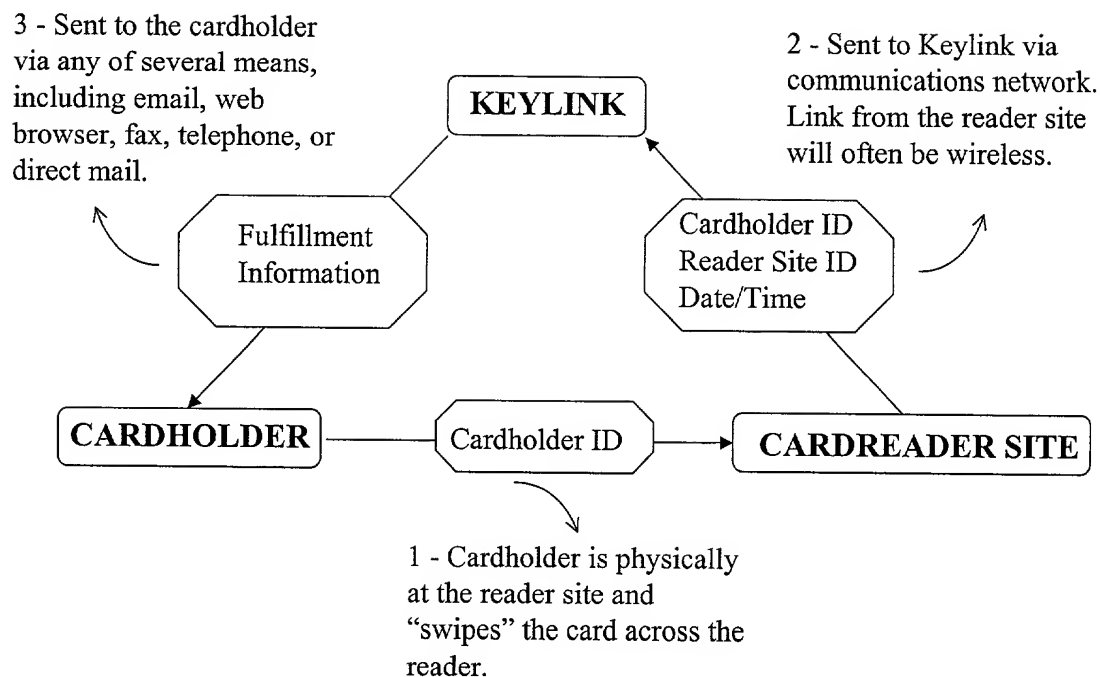 3 - Sent to the cardholder
via any of several means,
including email, web
browser, fax, telephone, or
direct mail.
2 - Sent to Keylink via
communications network.
Link from the reader site
will often be wireless.
KEYLINK
Fulfillment
Information
Cardholder ID
Reader Site ID
Date/Time
CARDHOLDER
Cardholder ID
CARDREADER SITE
1 - Cardholder is physically
at the reader site and
“swipes” the card across the
reader.